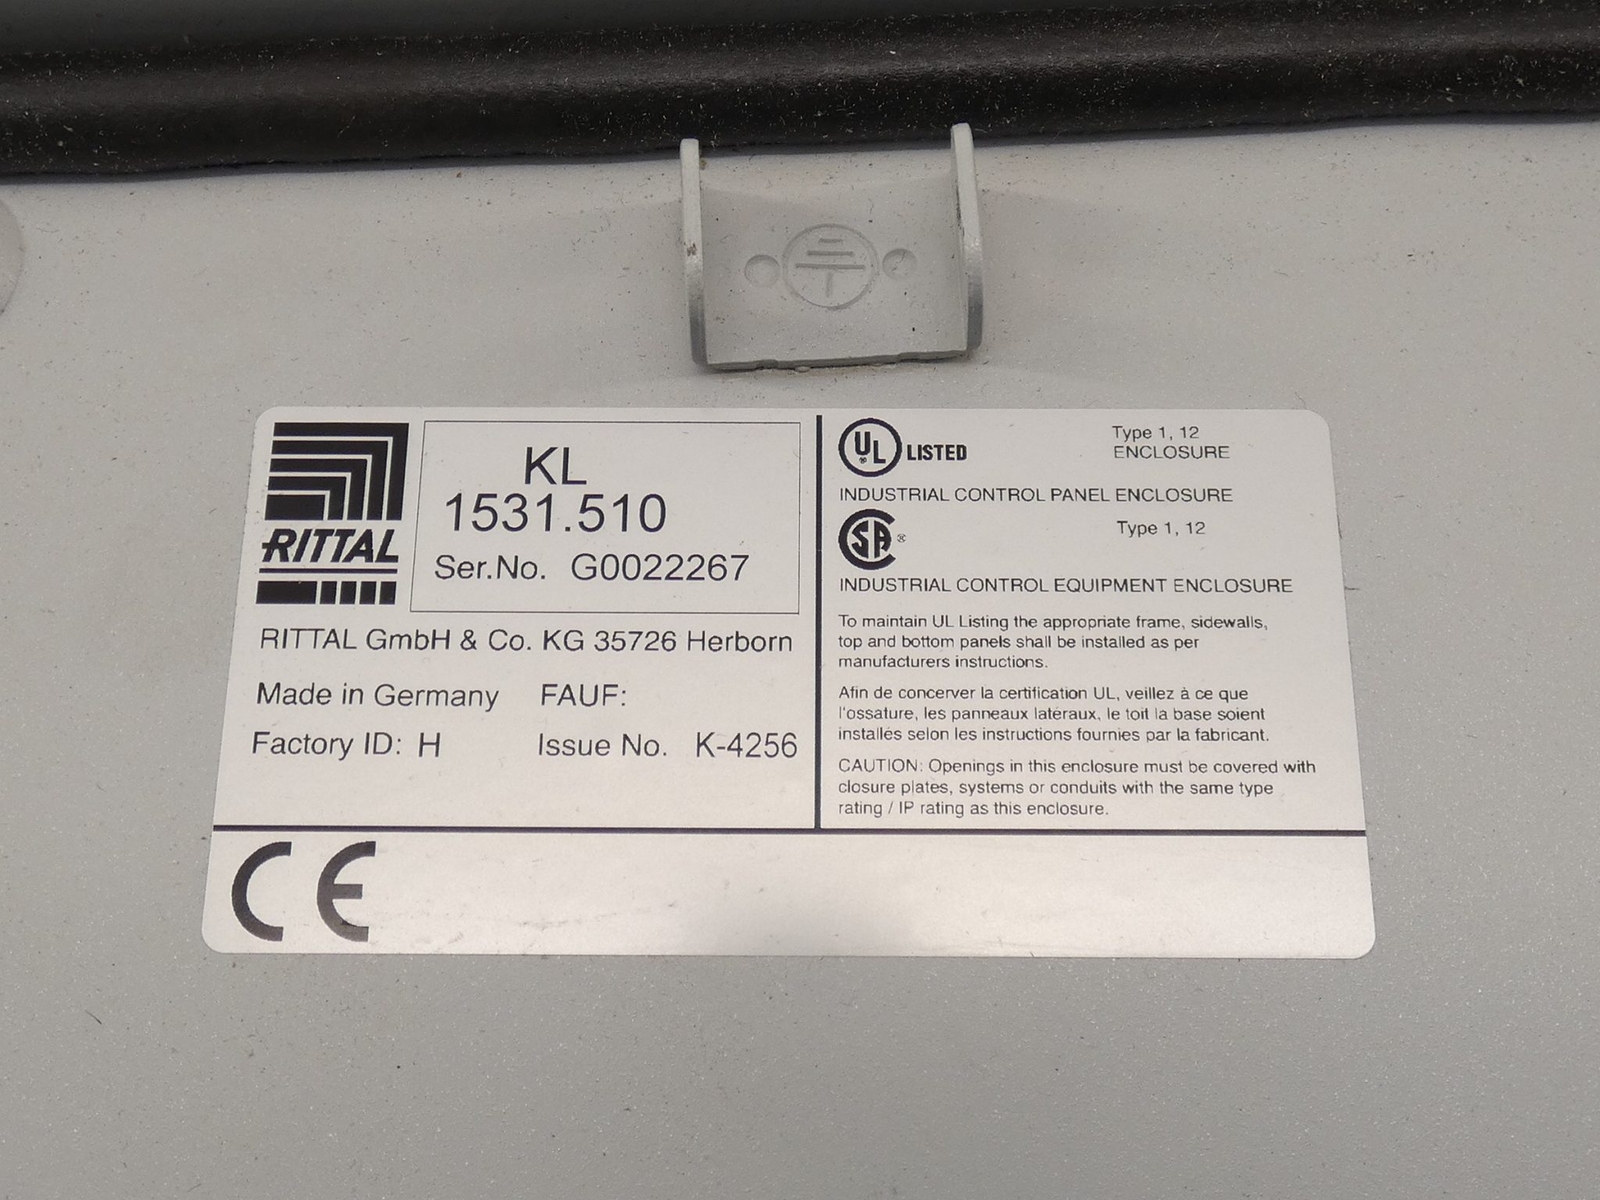 RITTAL
KL
1531.510
Ser.No. G0022267
RITTAL GmbH & Co. KG 35726 Herborn
Made in Germany FAUF:
Factory ID: H Issue No. K-4256
CE
UL ® LISTED
Type 1, 12
ENCLOSURE
INDUSTRIAL CONTROL PANEL ENCLOSURE
SA ® Type 1, 12
INDUSTRIAL CONTROL EQUIPMENT ENCLOSURE
To maintain UL Listing the appropriate frame, sidewalls,
top and bottom panels shall be installed as per
manufacturers instructions.
Afin de concerver la certification UL, veillez à ce que
l'ossature, les panneaux latéraux, le toit la base soient
installés selon les instructions fournies par la fabricant.
CAUTION: Openings in this enclosure must be covered with
closure plates, systems or conduits with the same type
rating / IP rating as this enclosure.